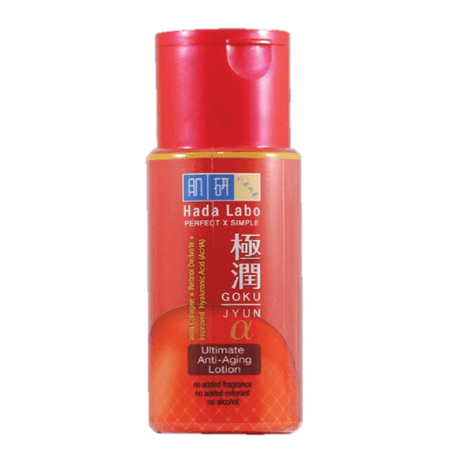 肌研
Hada Labo
PERFECT X SIMPLE
極潤
GOKU
JYUN
α
With Collagen + Retinol Derivate +
Improved Hyaluronic Acid (AcHA)
Ultimate
Anti-Aging
Lotion
no added fragrance
no added colorant
no alcohol